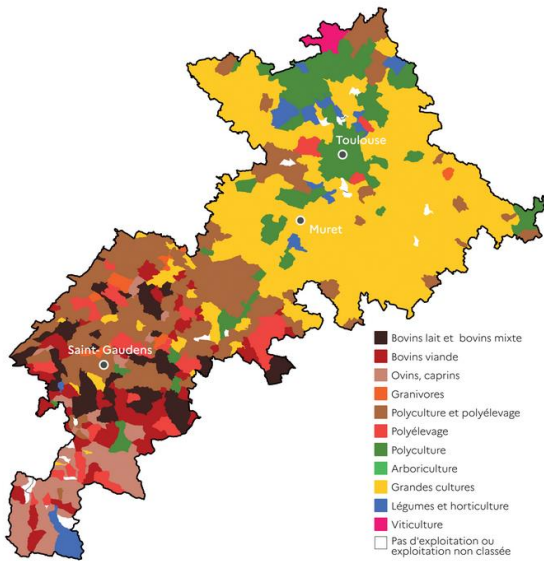 Toulouse
Muret
Saint-Gaudens
Bovins lait et bovins mixte
Bovins viande
Ovins, caprins
Granivores
Polyculture et polyélevage
Polyélevage
Polyculture
Arboriculture
Grandes cultures
Légumes et horticulture
Viticulture
Pas d'exploitation ou
exploitation non classée